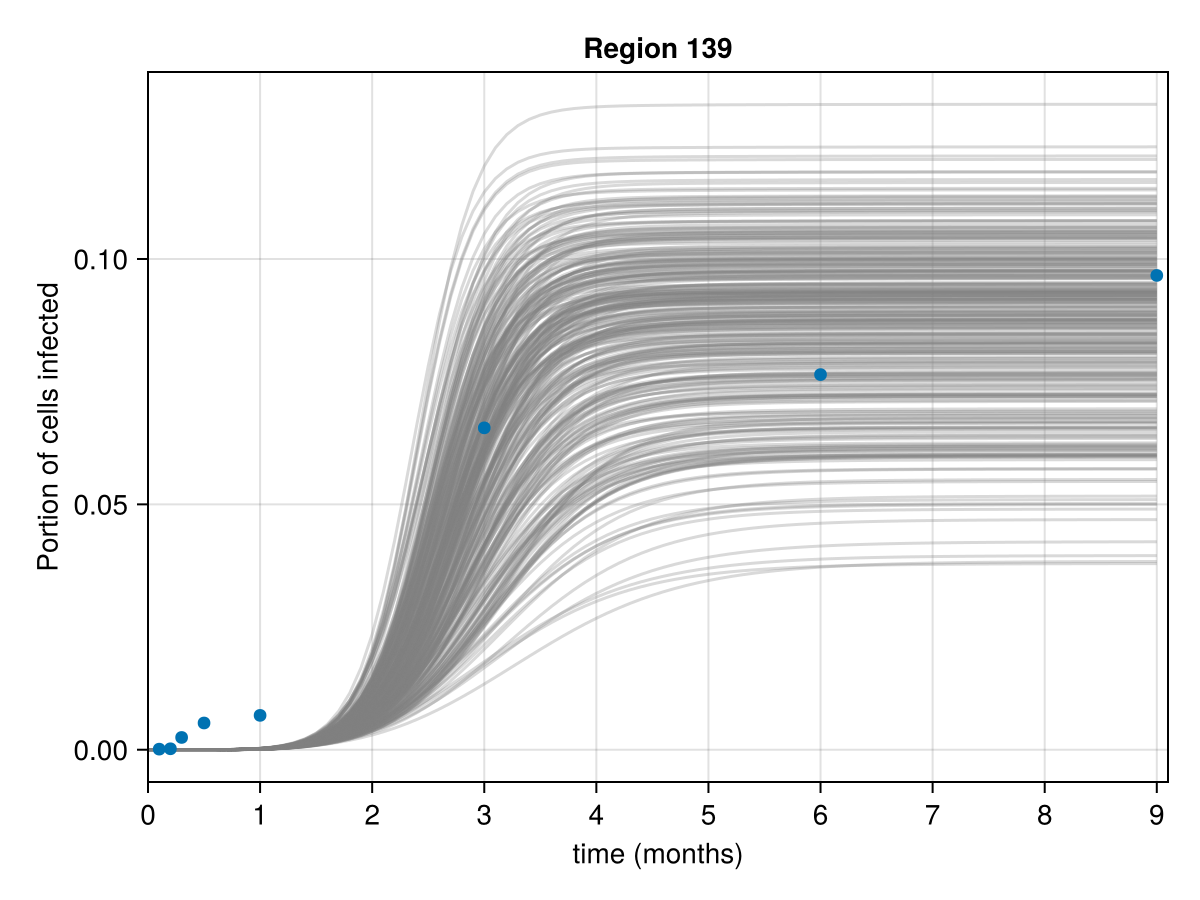 Region 139
Portion of cells infected
0.10
0.05
0.00
0 1 2 3 4 5 6 7 8 9
time (months)